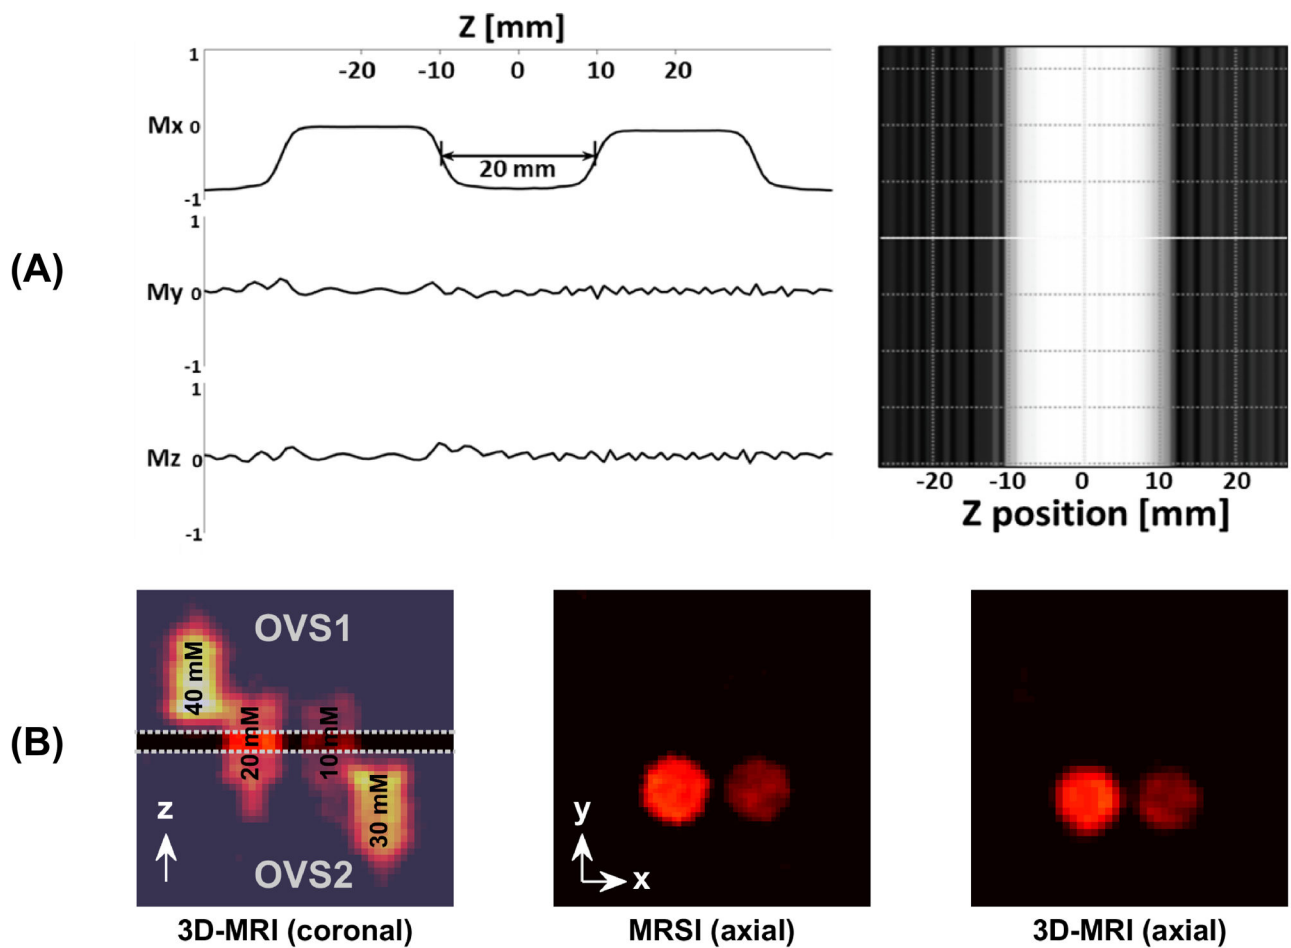 Z [mm]
1
-20 -10 0 10 20
Mx 0
20 mm
-1
1
(A)
My 0
-1
1
Mz 0
-1
-20 -10 0 10 20
Z position [mm]
(B)
OVS1
40 mM
20 mM
10 mM
30 mM
z
OVS2
y
x
3D-MRI (coronal)
MRSI (axial)
3D-MRI (axial)